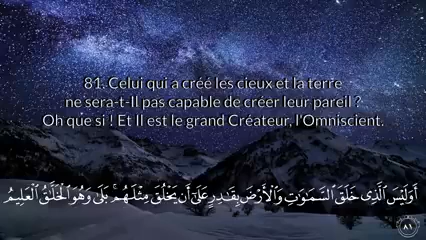 81. Celui qui a créé les cieux et la terre
ne sera-t-Il pas capable de créer leur pareil ?
Oh que si ! Et Il est le grand Créateur, l'Omniscient.
أَوَلَيْسَ ٱلَّذِى خَلَقَ ٱلسَّمَٰوَٰتِ وَٱلْأَرْضَ بِقَٰدِرٍ عَلَىٰٓ أَن يَخْلُقَ مِثْلَهُم ۚ بَلَىٰ وَهُوَ ٱلْخَلَّٰقُ ٱلْعَلِيمُ
٨١